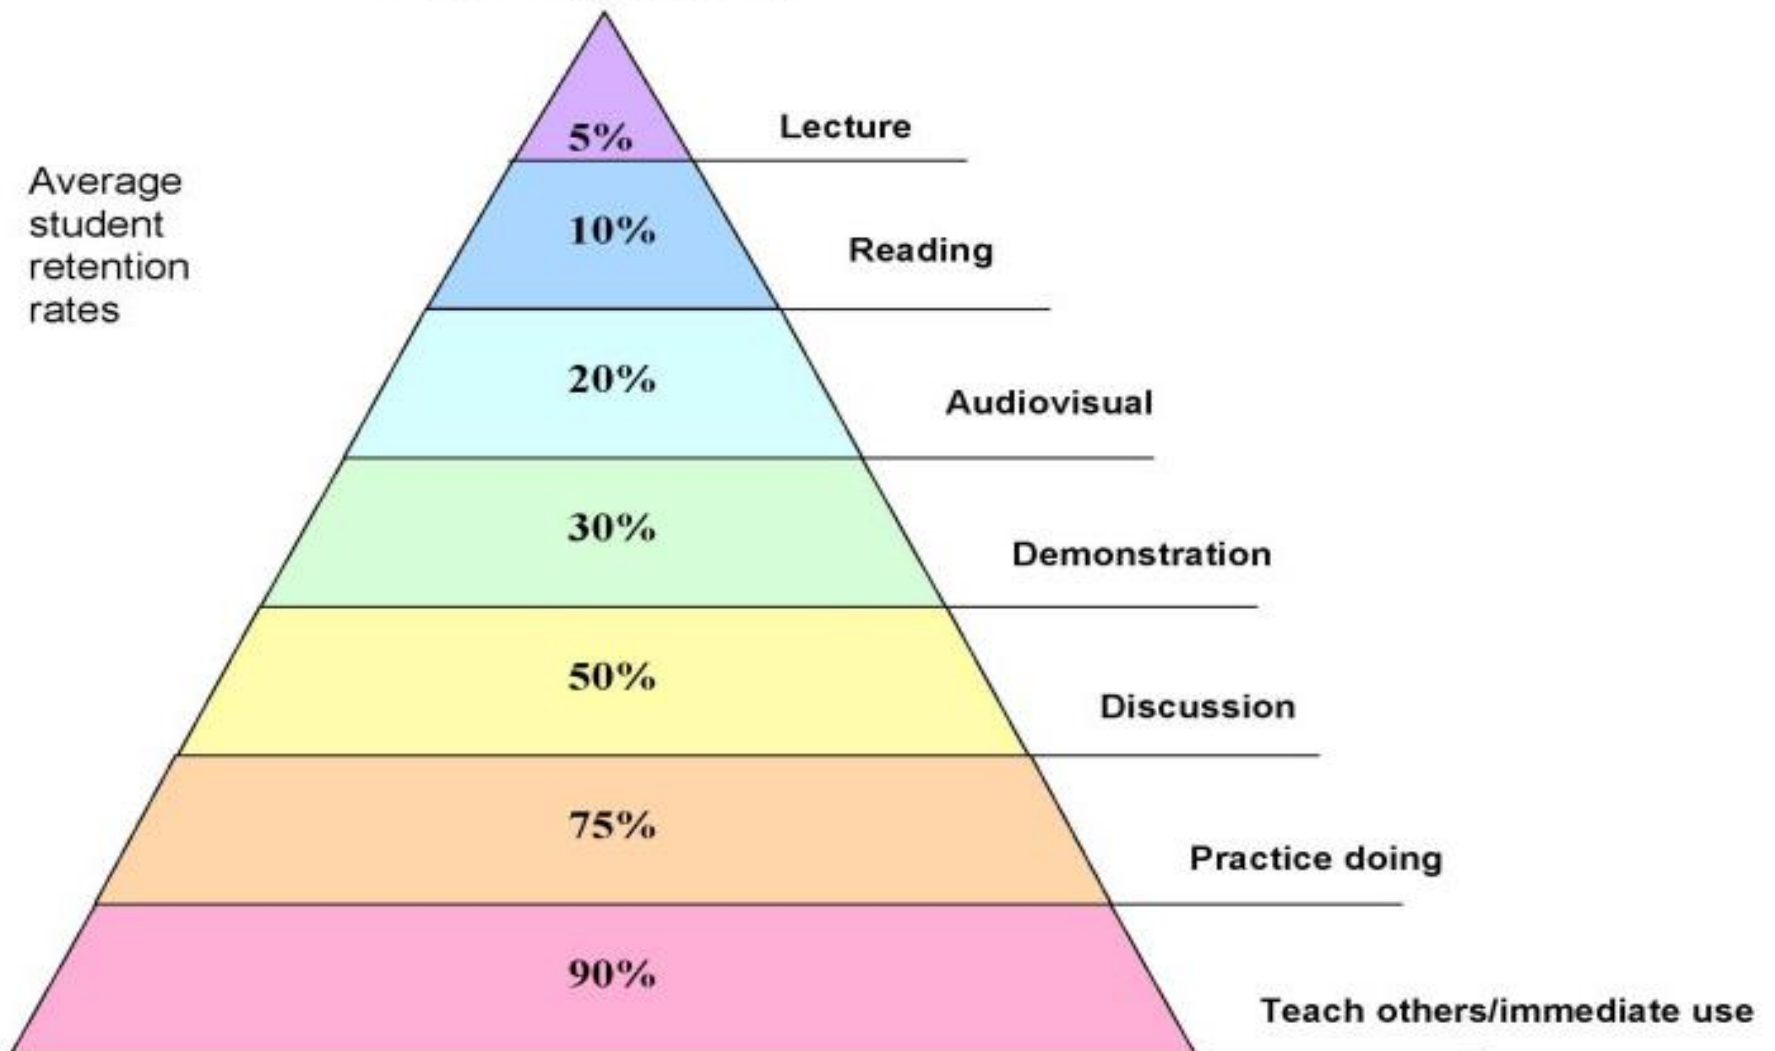 5%
Lecture
Average
student
retention
rates
10%
Reading
20%
Audiovisual
30%
Demonstration
50%
Discussion
75%
Practice doing
90%
Teach others/immediate use